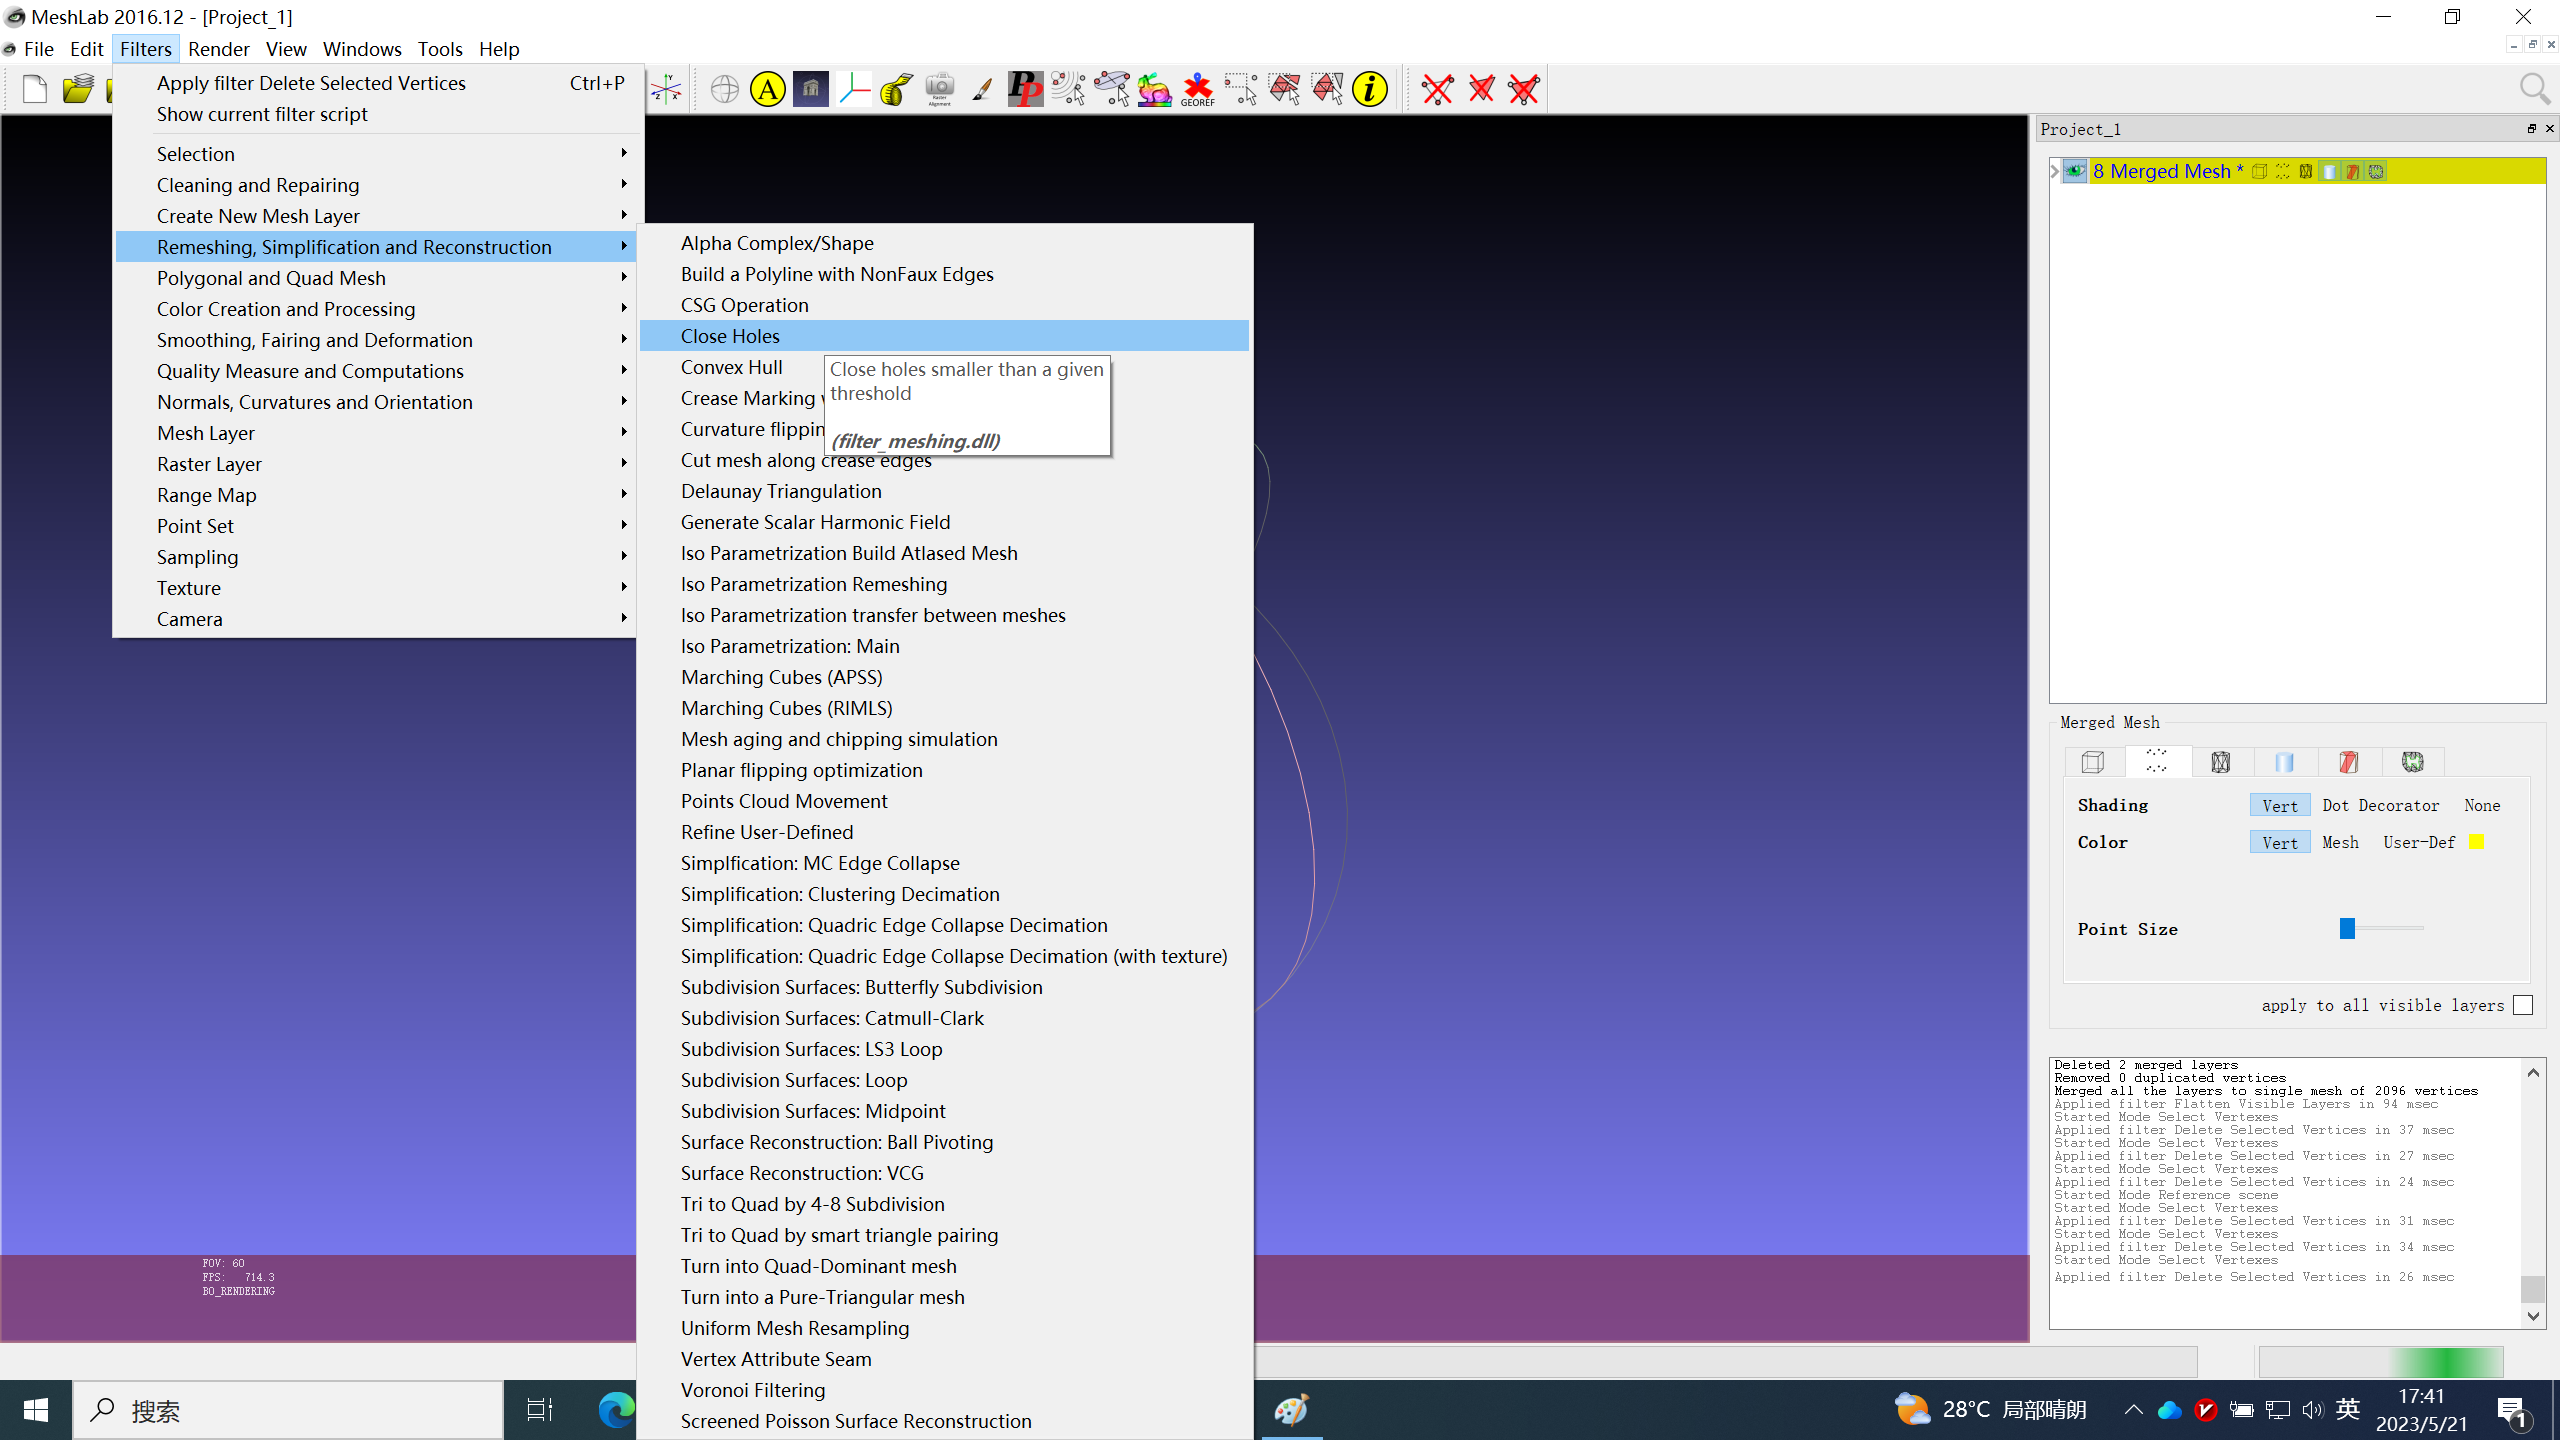 MeshLab 2016.12 - [Project_1]
File Edit Filters Render View Windows Tools Help
Apply filter Delete Selected Vertices Ctrl+P
Show current filter script
Selection
Cleaning and Repairing
Create New Mesh Layer
Remeshing, Simplification and Reconstruction
Polygonal and Quad Mesh
Color Creation and Processing
Smoothing, Fairing and Deformation
Quality Measure and Computations
Normals, Curvatures and Orientation
Mesh Layer
Raster Layer
Range Map
Point Set
Sampling
Texture
Camera
Alpha Complex/Shape
Build a Polyline with NonFaux Edges
CSG Operation
Close Holes
Convex Hull
Crease Marking
Curvature flippin
Cut mesh along crease edges
Delaunay Triangulation
Generate Scalar Harmonic Field
Iso Parametrization Build Atlased Mesh
Iso Parametrization Remeshing
Iso Parametrization transfer between meshes
Iso Parametrization: Main
Marching Cubes (APSS)
Marching Cubes (RIMLS)
Mesh aging and chipping simulation
Planar flipping optimization
Points Cloud Movement
Refine User-Defined
Simplfication: MC Edge Collapse
Simplification: Clustering Decimation
Simplification: Quadric Edge Collapse Decimation
Simplification: Quadric Edge Collapse Decimation (with texture)
Subdivision Surfaces: Butterfly Subdivision
Subdivision Surfaces: Catmull-Clark
Subdivision Surfaces: LS3 Loop
Subdivision Surfaces: Loop
Subdivision Surfaces: Midpoint
Surface Reconstruction: Ball Pivoting
Surface Reconstruction: VCG
Tri to Quad by 4-8 Subdivision
Tri to Quad by smart triangle pairing
Turn into Quad-Dominant mesh
Turn into a Pure-Triangular mesh
Uniform Mesh Resampling
Vertex Attribute Seam
Voronoi Filtering
Screened Poisson Surface Reconstruction
Close holes smaller than a given
threshold
(filter_meshing.dll)
A
Raster
Alignment
PP
GEOREF
i
FOV: 60
FPS: 714.3
BO_RENDERING
Project_1
8 Merged Mesh *
Merged Mesh
Shading Vert Dot Decorator None
Color Vert Mesh User-Def
Point Size
apply to all visible layers
Deleted 2 merged layers
Removed 0 duplicated vertices
Merged all the layers to single mesh of 2096 vertices
Applied filter Flatten Visible Layers in 94 msec
Started Mode Select Vertexes
Applied filter Delete Selected Vertices in 37 msec
Started Mode Select Vertexes
Applied filter Delete Selected Vertices in 27 msec
Started Mode Select Vertexes
Applied filter Delete Selected Vertices in 24 msec
Started Mode Reference scene
Started Mode Select Vertexes
Applied filter Delete Selected Vertices in 31 msec
Started Mode Select Vertexes
Applied filter Delete Selected Vertices in 34 msec
Started Mode Select Vertexes
Applied filter Delete Selected Vertices in 26 msec
搜索
28°C 局部晴朗
英
17:41
2023/5/21
1